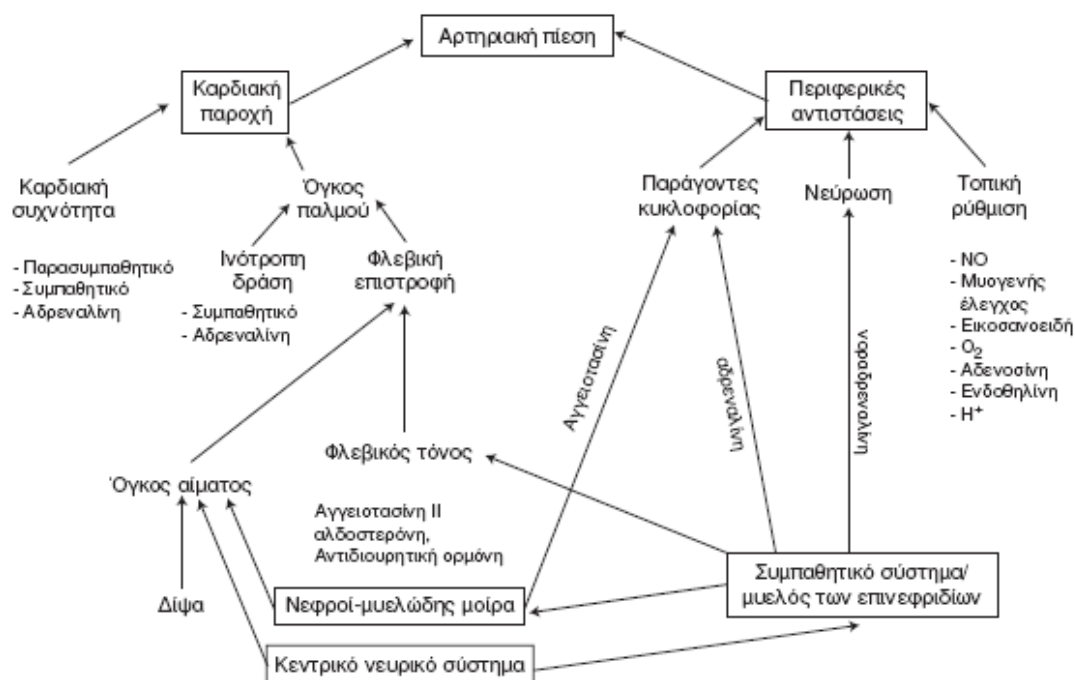 Αρτηριακή πίεση
Καρδιακή
παροχή
Περιφερικές
αντιστάσεις
Καρδιακή
συχνότητα
Όγκος
παλμού
Παράγοντες
κυκλοφορίας
Νεύρωση
Τοπική
ρύθμιση
- Παρασυμπαθητικό
- Συμπαθητικό
- Αδρεναλίνη
Ινότροπη
δράση
- Συμπαθητικό
- Αδρεναλίνη
Φλεβική
επιστροφή
- NO
- Μυογενής
έλεγχος
- Εικοσανοειδή
- O₂
- Αδενοσίνη
- Ενδοθηλίνη
- H⁺
Αγγειοτασίνη
αδρεναλίνη
νοραδρενολίνη
Φλεβικός τόνος
Όγκος αίματος
Αγγειοτασίνη II
αλδοστερόνη,
Αντιδιουρητική ορμόνη
Δίψα
Νεφροί-μυελώδης μοίρα
Συμπαθητικό σύστημα/
μυελός των επινεφριδίων
Κεντρικό νευρικό σύστημα